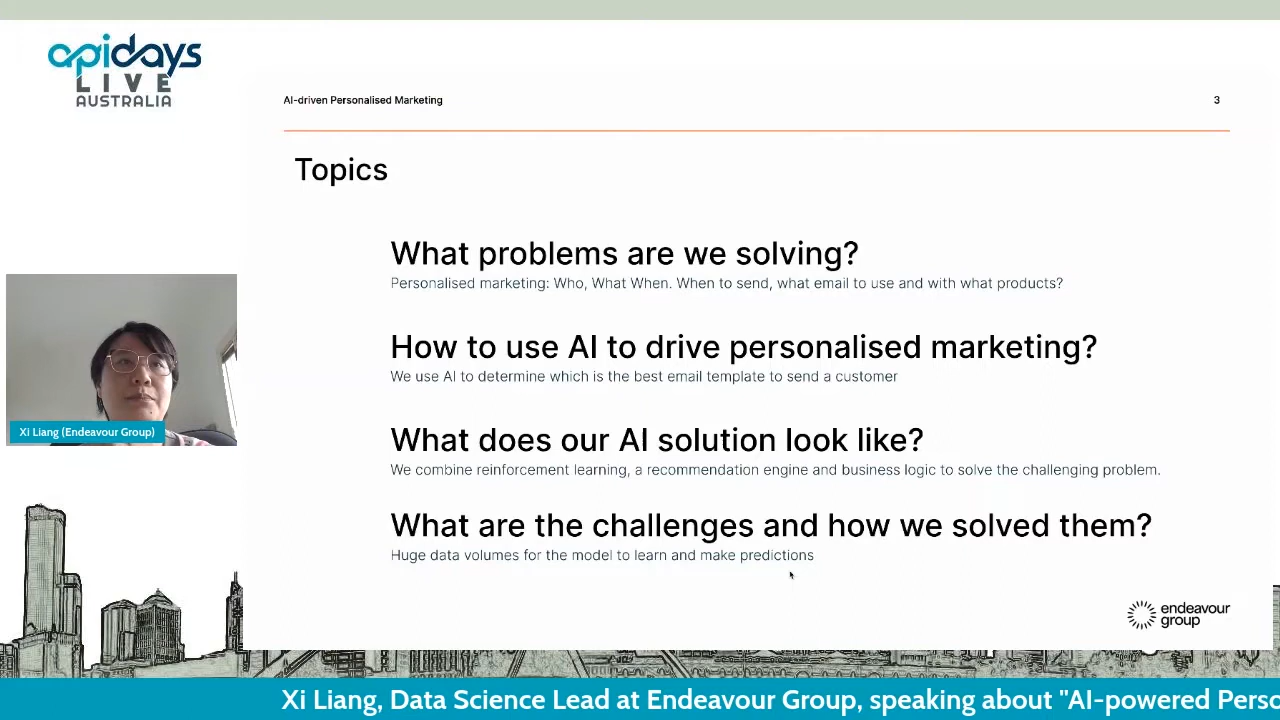 apidays
LIVE
AUSTRALIA
AI-driven Personalised Marketing
3
Topics
What problems are we solving?
Personalised marketing: Who, What When. When to send, what email to use and with what products?
How to use AI to drive personalised marketing?
We use AI to determine which is the best email template to send a customer
What does our AI solution look like?
We combine reinforcement learning, a recommendation engine and business logic to solve the challenging problem.
What are the challenges and how we solved them?
Huge data volumes for the model to learn and make predictions
Xi Liang (Endeavour Group)
endeavour
group
Xi Liang, Data Science Lead at Endeavour Group, speaking about "AI-powered Perso